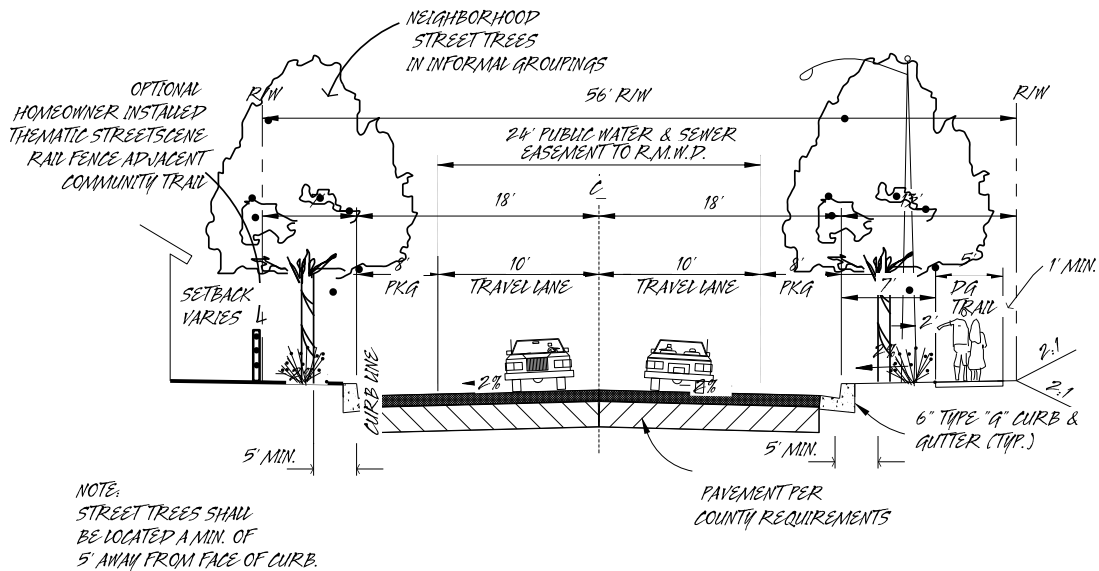 NEIGHBORHOOD
STREET TREES
IN INFORMAL GROUPINGS
OPTIONAL
HOMEOWNER INSTALLED
THEMATIC STREETSCENE
RAIL FENCE ADJACENT
COMMUNITY TRAIL
R/W
56' R/W
R/W
24' PUBLIC WATER & SEWER
EASEMENT TO R.M.W.D.
C
18'
18'
8'
10'
10'
8'
5'
PKG
TRAVEL LANE
TRAVEL LANE
PKG
7'
DG
TRAIL
1' MIN.
SETBACK
VARIES
2'
2%
2:1
2:1
2%
2%
CURB LINE
6" TYPE "G" CURB &
GUTTER (TYP.)
5' MIN.
5' MIN.
PAVEMENT PER
COUNTY REQUIREMENTS
NOTE:
STREET TREES SHALL
BE LOCATED A MIN. OF
5' AWAY FROM FACE OF CURB.